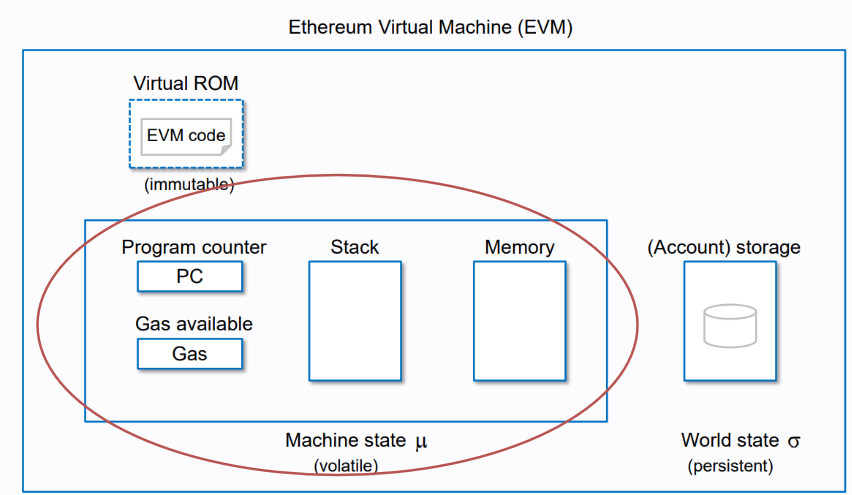 Ethereum Virtual Machine (EVM)
Virtual ROM
EVM code
(immutable)
Program counter
PC
Gas available
Gas
Stack
Memory
(Account) storage
Machine state μ
(volatile)
World state σ
(persistent)